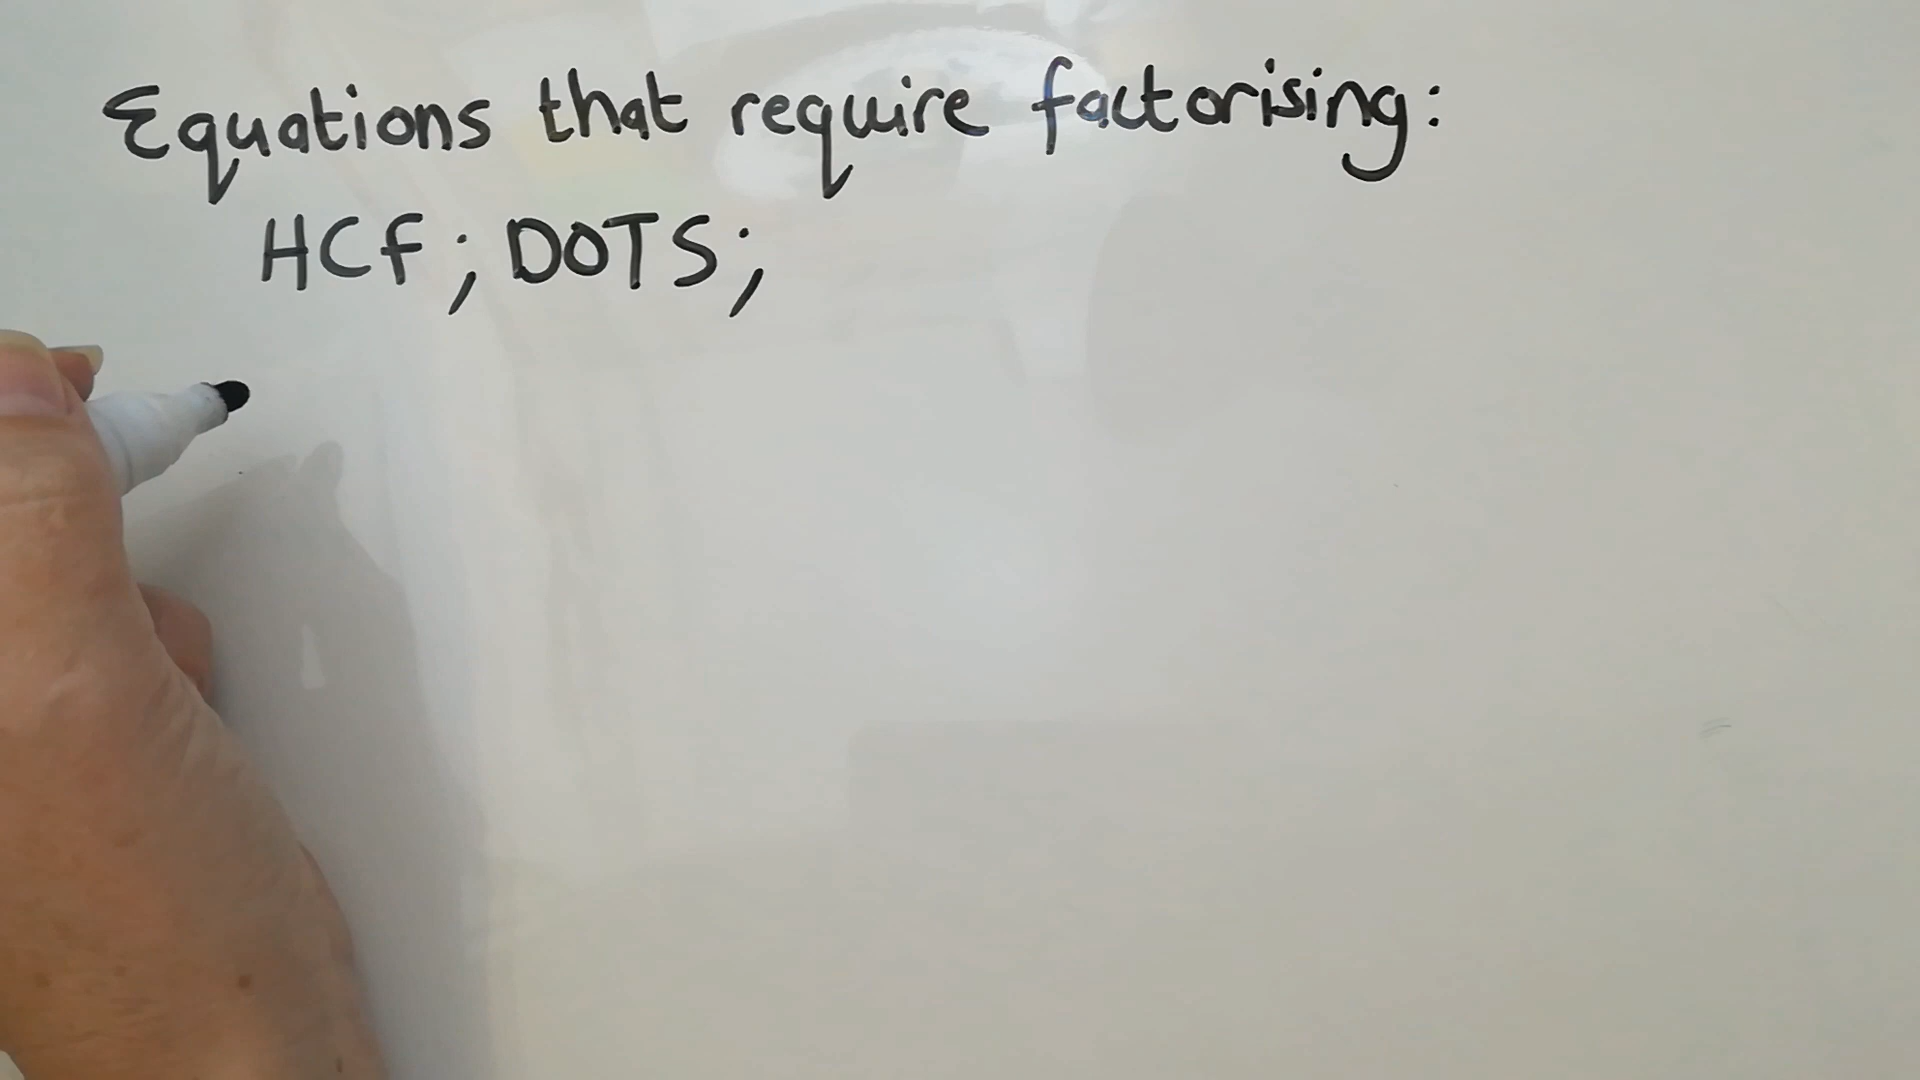 Equations that require factorising:
HCf; DOTS;